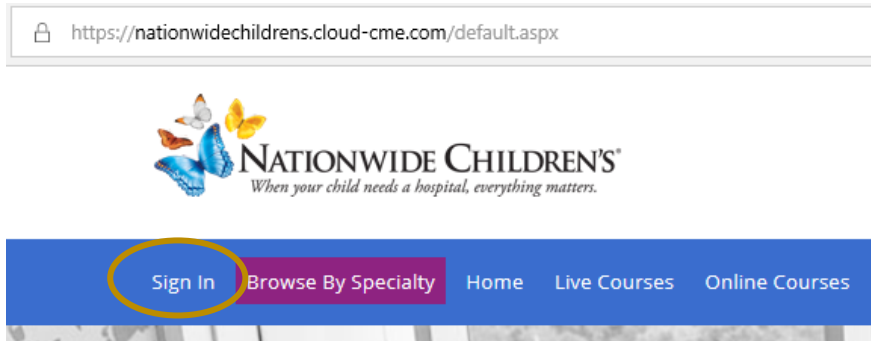 https://nationwidechildrens.cloud-cme.com/default.aspx
NATIONWIDE CHILDREN'S®
When your child needs a hospital, everything matters.
Sign In Browse By Specialty Home Live Courses Online Courses